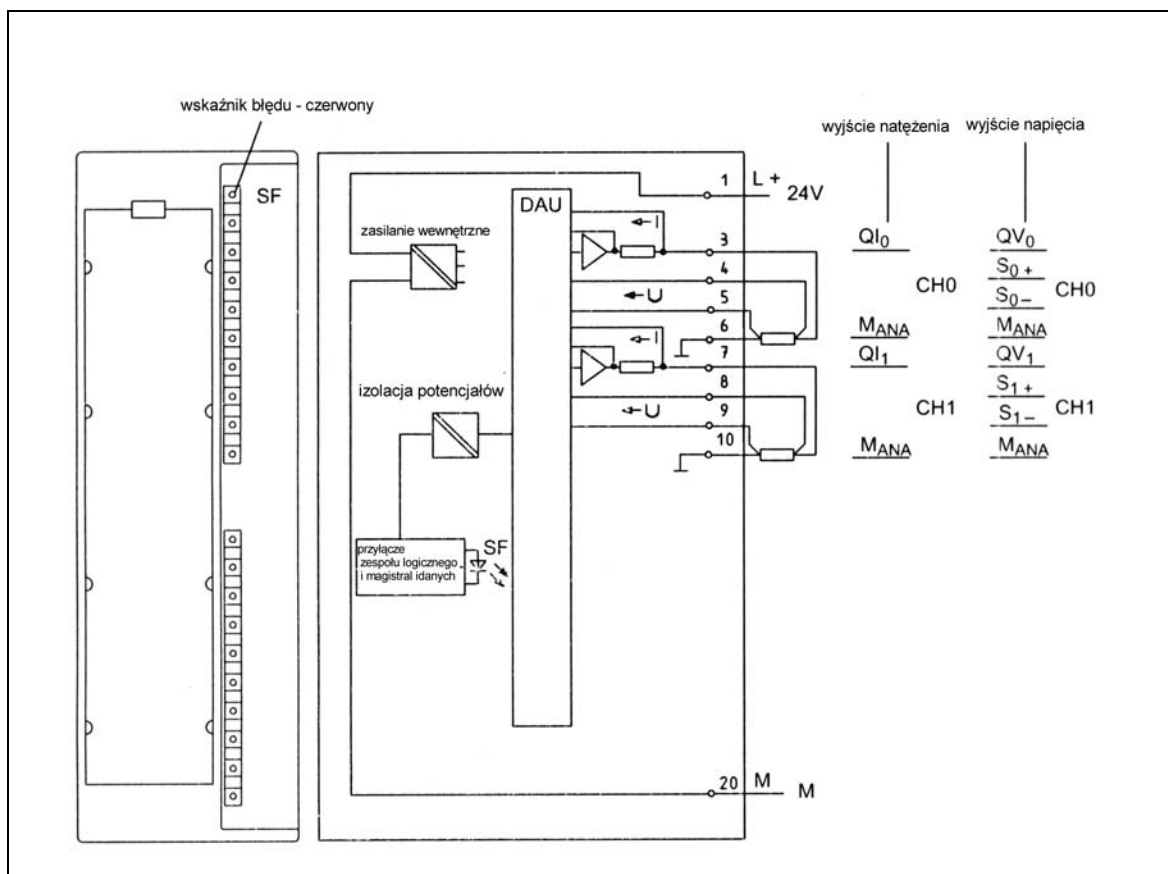 wskaźnik błędu - czerwony
SF
wyjście natężenia
wyjście napięcia
DAU
zasilanie wewnętrzne
izolacja potencjałów
przyłącze
zespołu logicznego
i magistral idanych
SF
1 L +
24V
I
3
4
U
5
6
I
7
8
U
9
10
20 M
M
QI0
CH0
MANA
QI1
CH1
MANA
QV0
S0 +
S0 –
CH0
MANA
QV1
S1 +
S1 –
CH1
MANA